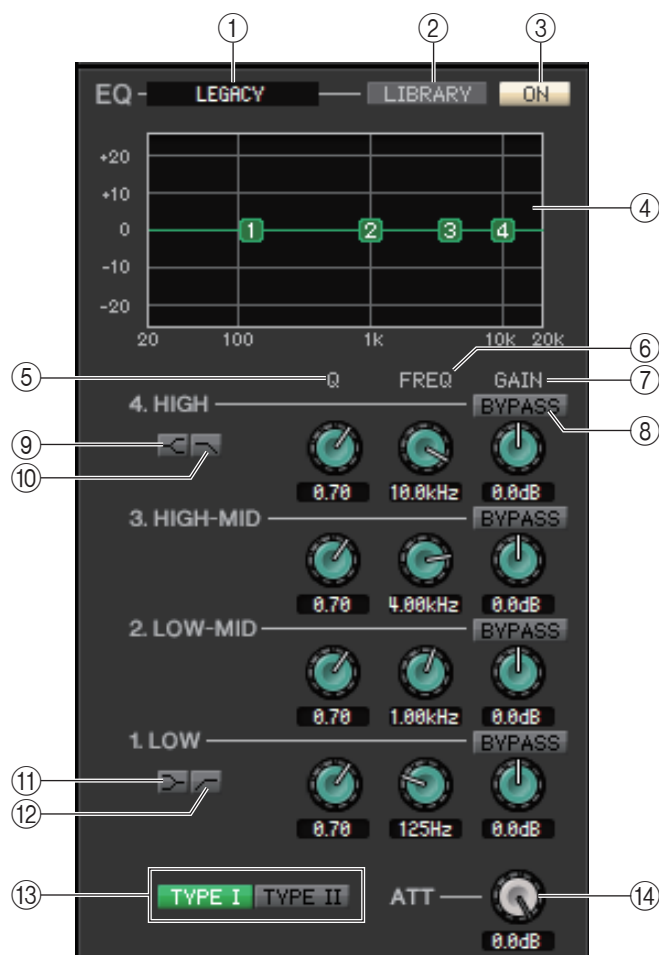 ① ② ③
EQ LEGACY LIBRARY ON
+20
+10
0
-10
-20
1 2 3 4
④
20 100 1k 10k 20k
⑤ Q FREQ GAIN ⑥ ⑦
4. HIGH BYPASS ⑧
⑨
⑩
0.70 10.0kHz 0.0dB
3. HIGH-MID BYPASS
0.70 4.00kHz 0.0dB
2. LOW-MID BYPASS
0.70 1.00kHz 0.0dB
1. LOW BYPASS
⑪
⑫
0.70 125Hz 0.0dB
⑬ TYPE I TYPE II ATT ⑭
0.0dB